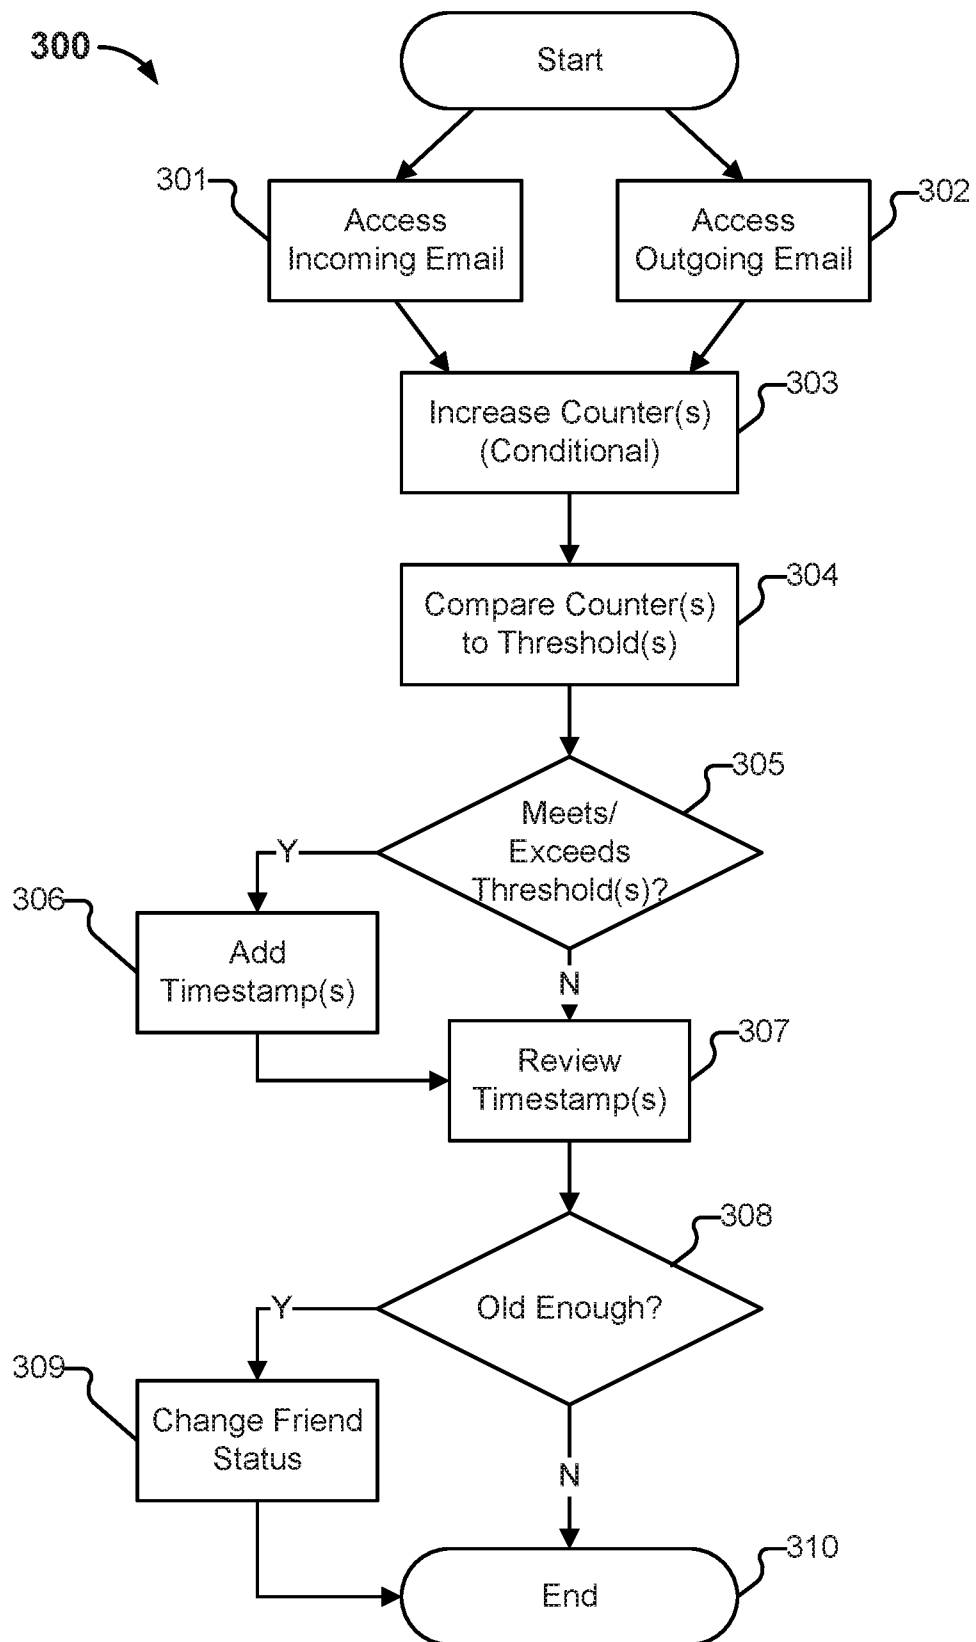 300
Start
301
302
Access
Incoming Email
Access
Outgoing Email
303
Increase Counter(s)
(Conditional)
304
Compare Counter(s)
to Threshold(s)
305
Meets/
Exceeds
Threshold(s)?
Y
306
Add
Timestamp(s)
N
307
Review
Timestamp(s)
308
Old Enough?
Y
309
Change Friend
Status
N
310
End